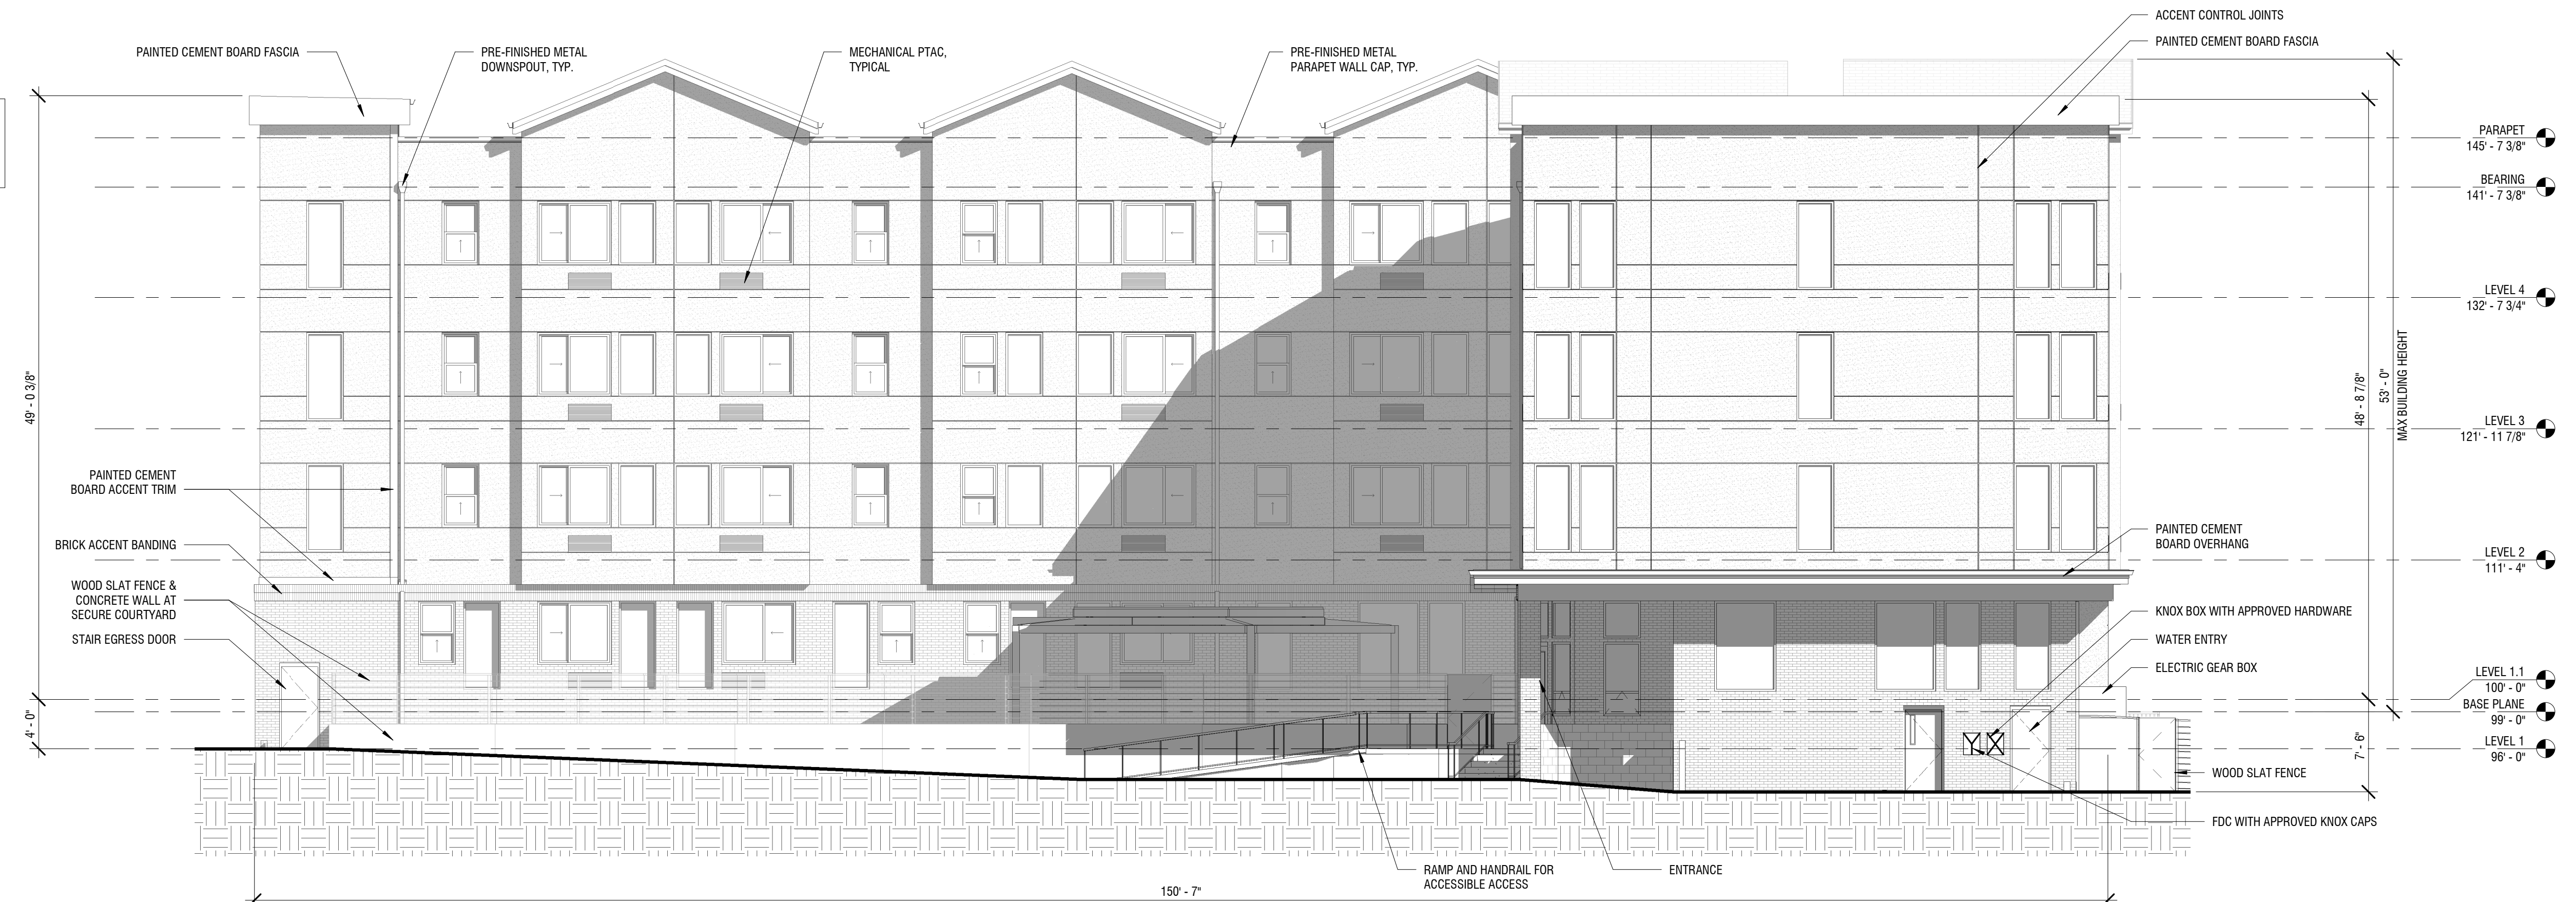 ACCENT CONTROL JOINTS
PAINTED CEMENT BOARD FASCIA
PAINTED CEMENT BOARD FASCIA
PRE-FINISHED METAL
DOWNSPOUT, TYP.
MECHANICAL PTAC,
TYPICAL
PRE-FINISHED METAL
PARAPET WALL CAP, TYP.
PARAPET
145' - 7 3/8"
BEARING
141' - 7 3/8"
LEVEL 4
132' - 7 3/4"
49' - 0 3/8"
48' - 8 7/8"
53' - 0"
MAX BUILDING HEIGHT
LEVEL 3
121' - 11 7/8"
PAINTED CEMENT
BOARD ACCENT TRIM
BRICK ACCENT BANDING
WOOD SLAT FENCE &
CONCRETE WALL AT
SECURE COURTYARD
STAIR EGRESS DOOR
PAINTED CEMENT
BOARD OVERHANG
LEVEL 2
111' - 4"
KNOX BOX WITH APPROVED HARDWARE
WATER ENTRY
ELECTRIC GEAR BOX
LEVEL 1.1
100' - 0"
BASE PLANE
99' - 0"
LEVEL 1
96' - 0"
4' - 0"
7' - 6"
WOOD SLAT FENCE
FDC WITH APPROVED KNOX CAPS
RAMP AND HANDRAIL FOR
ACCESSIBLE ACCESS
ENTRANCE
150' - 7"